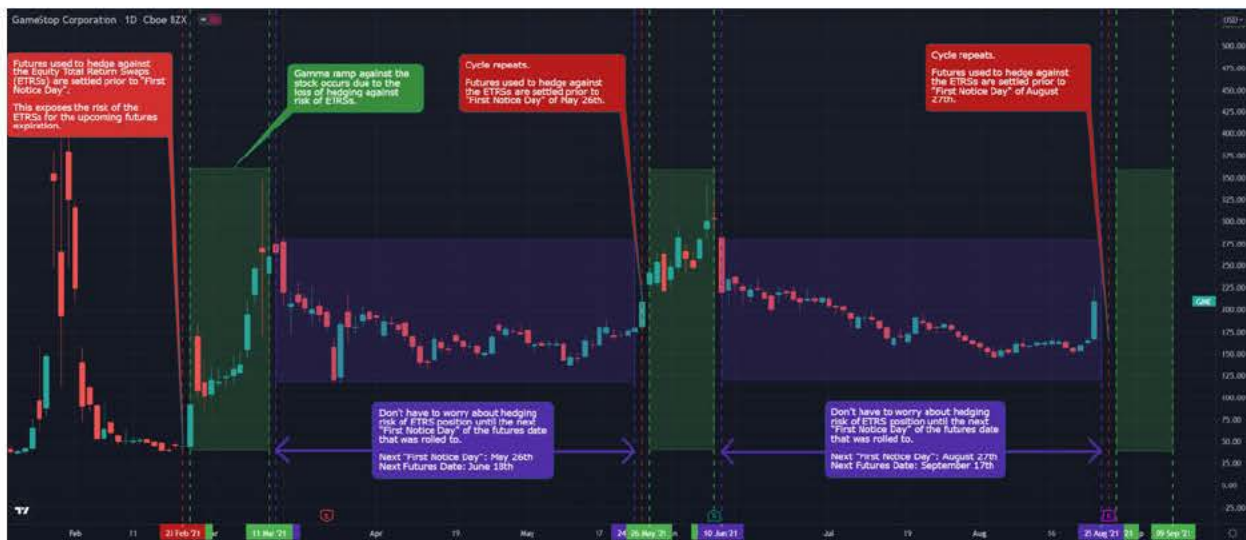 GameStop Corporation 1D Cboe BZX
USD
Futures used to hedge against
the Equity Total Return Swaps
(ETRSs) are settled prior to "First
Notice Day".
This exposes the risk of the
ETRSs for the upcoming futures
expiration.
Gamma ramp against the
stock occurs due to the
loss of hedging against
risk of ETRSs.
Cycle repeats.
Futures used to hedge against
the ETRSs are settled prior to
"First Notice Day" of May 26th.
Cycle repeats.
Futures used to hedge against
the ETRSs are settled prior to
"First Notice Day" of August
27th.
500.00
475.00
450.00
425.00
400.00
375.00
350.00
325.00
300.00
275.00
250.00
225.00
GME
200.00
175.00
150.00
125.00
100.00
75.00
50.00
25.00
0.00
Don't have to worry about hedging
risk of ETRS position until the next
"First Notice Day" of the futures date
that was rolled to.
Next "First Notice Day": May 26th
Next Futures Date: June 18th
Don't have to worry about hedging
risk of ETRS position until the next
"First Notice Day" of the futures date
that was rolled to.
Next "First Notice Day": August 27th
Next Futures Date: September 17th
Feb 11 23 Feb '21 11 Mar '21 Apr 19 May 17 24 26 May '21 10 Jun '21 Jul 19 Aug 16 25 Aug '21 09 Sep '21